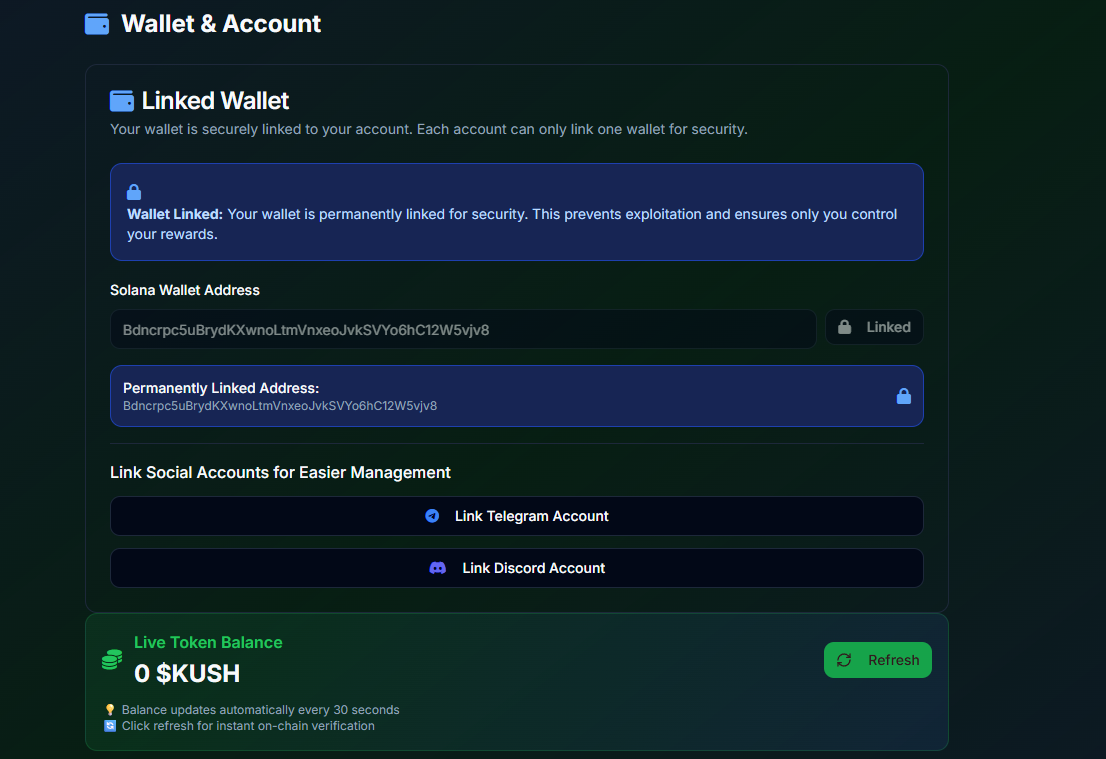 Wallet & Account
Linked Wallet
Your wallet is securely linked to your account. Each account can only link one wallet for security.
Wallet Linked: Your wallet is permanently linked for security. This prevents exploitation and ensures only you control
your rewards.
Solana Wallet Address
Bdncrpc5uBrydKXwnoLtmVnxeoJvkSVYo6hC12W5vjv8
Linked
Permanently Linked Address:
Bdncrpc5uBrydKXwnoLtmVnxeoJvkSVYo6hC12W5vjv8
Link Social Accounts for Easier Management
Link Telegram Account
Link Discord Account
Live Token Balance
0 $KUSH
Refresh
Balance updates automatically every 30 seconds
Click refresh for instant on-chain verification